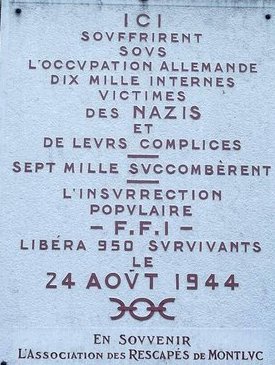 ICI
SOVFFRIRENT
SOVS
L'OCCVPATION ALLEMANDE
DIX MILLE INTERNES
VICTIMES
DES NAZIS
ET
DE LEVRS COMPLICES
SEPT MILLE SVCCOMBÈRENT
L'INSVRRECTION
POPVLAIRE
- F.F.I -
LIBÉRA 950 SVRVIVANTS
LE
24 AOVT 1944
EN SOVVENIR
L'ASSOCIATION DES RESCAPÉS DE MONTLVC